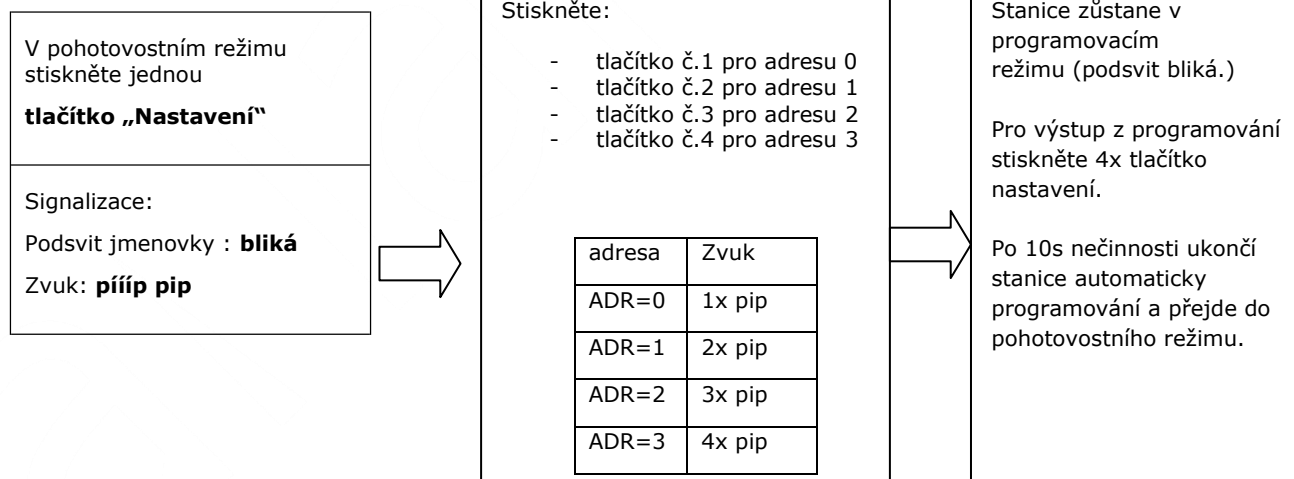 V pohotovostním režimu
stiskněte jednou
tlačítko „Nastavení“
Signalizace:
Podsvit jmenovky : bliká
Zvuk: píííp pip
Stiskněte:
- tlačítko č.1 pro adresu 0
- tlačítko č.2 pro adresu 1
- tlačítko č.3 pro adresu 2
- tlačítko č.4 pro adresu 3
adresa Zvuk
ADR=0 1x pip
ADR=1 2x pip
ADR=2 3x pip
ADR=3 4x pip
Stanice zůstane v
programovacím
režimu (podsvit bliká.)
Pro výstup z programování
stiskněte 4x tlačítko
nastavení.
Po 10s nečinnosti ukončí
stanice automaticky
programování a přejde do
pohotovostního režimu.